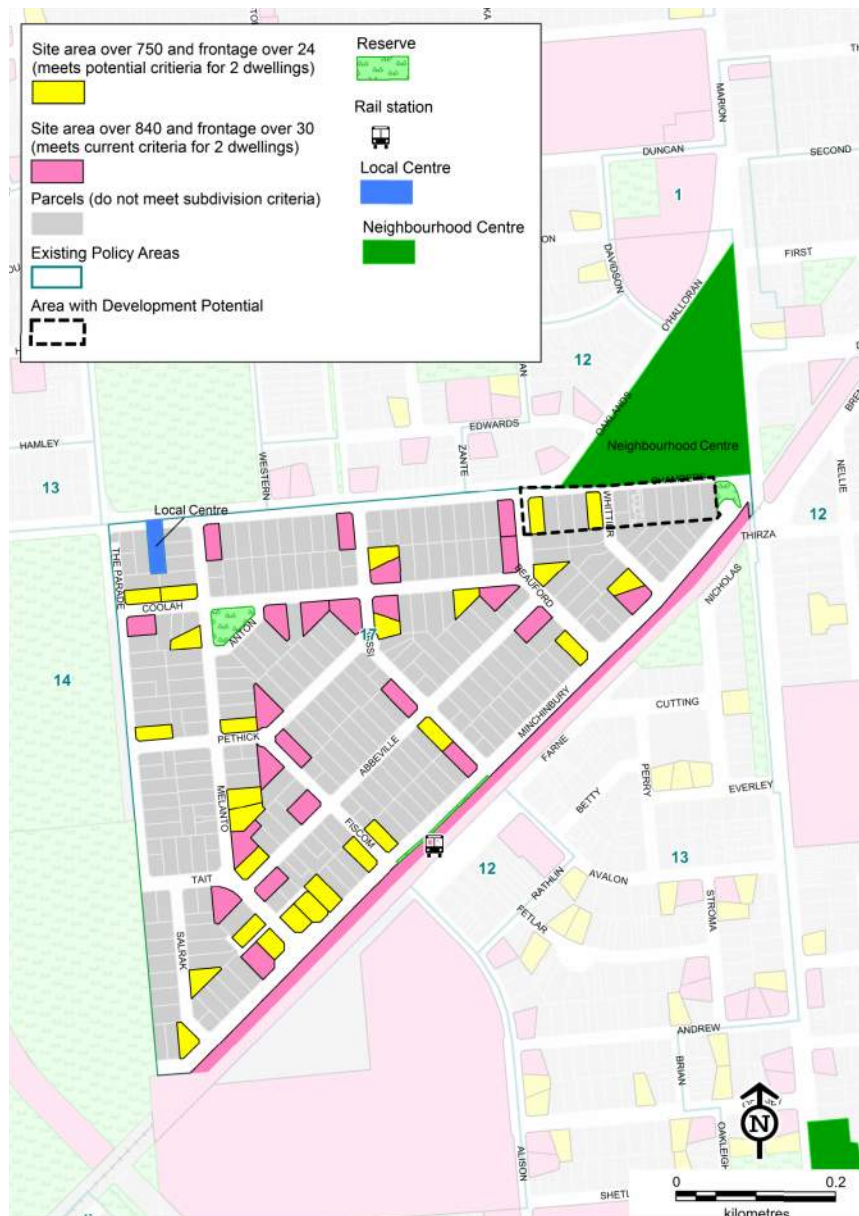 Site area over 750 and frontage over 24
(meets potential critieria for 2 dwellings)
Site area over 840 and frontage over 30
(meets current criteria for 2 dwellings)
Parcels (do not meet subdivision criteria)
Existing Policy Areas
Area with Development Potential
Reserve
Rail station
Local Centre
Neighbourhood Centre
MARION
DUNCAN
SECOND
1
DAVIDSON
FIRST
O'HALLORAN
12
OAKLANDS
EDWARDS
HAMLEY
WESTERN
ZANTE
Neighbourhood Centre
NELLIE
13
Local Centre
WHITTIER
12
THIRZA
THE PARADE
COOLAH
BEAUFORD
NICHOLAS
ANTON
17
14
MINCHINBURY
CUTTING
PETHICK
ABBEVILLE
FARNE
PERRY
EVERLEY
MELANTO
BETTY
FISCOM
12
13
TAIT
RATHLIN
AVALON
STROMA
FETLAR
SALRAK
ANDREW
BRIAN
N
ALISON
OAKLEIGH
0
0.2
kilometres